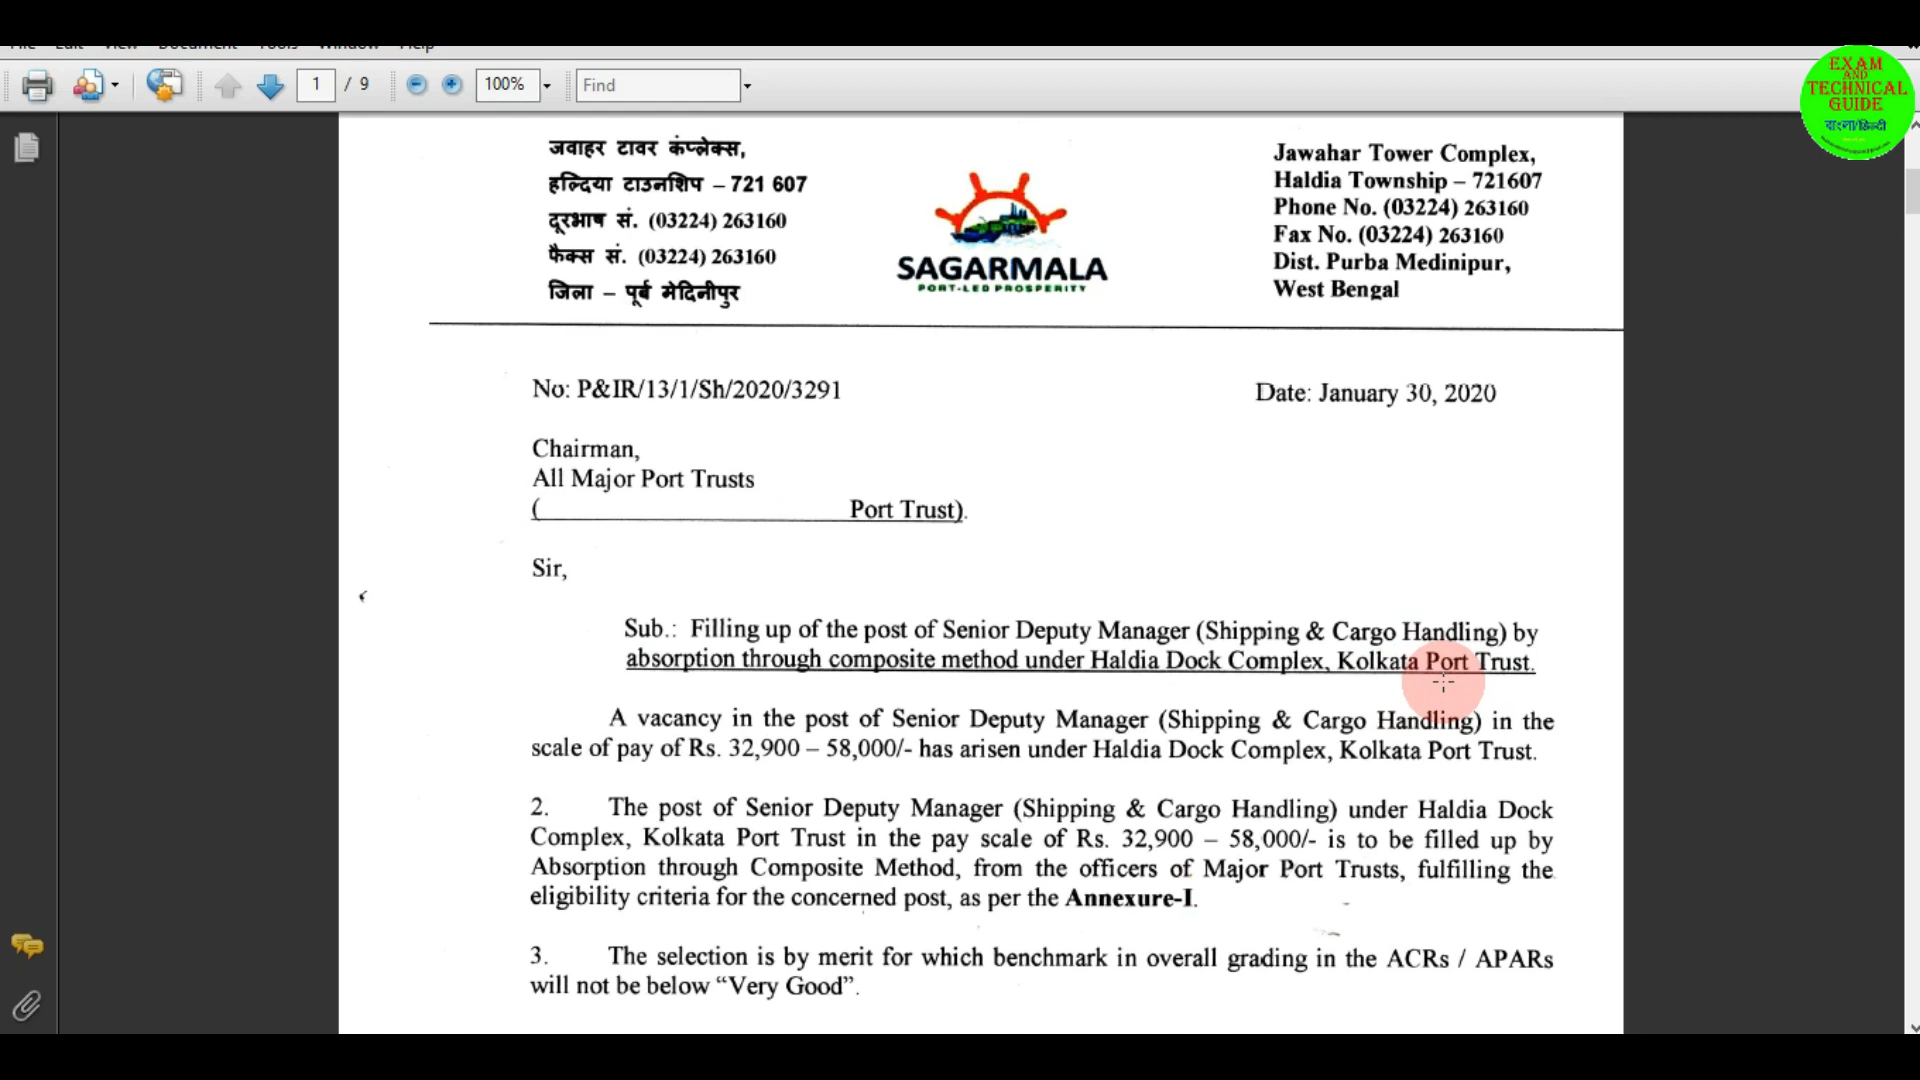 File Edit View Document Tools Window Help
1 / 9 100% Find
EXAM
AND
TECHNICAL
GUIDE
বাংলা/हिन्दी
जवाहर टावर कंप्लेक्स,
हल्दिया टाउनशिप – 721 607
दूरभाष सं. (03224) 263160
फैक्स सं. (03224) 263160
जिला – पूर्व मेदिनीपुर
SAGARMALA
PORT-LED PROSPERITY
Jawahar Tower Complex,
Haldia Township – 721607
Phone No. (03224) 263160
Fax No. (03224) 263160
Dist. Purba Medinipur,
West Bengal
No: P&IR/13/1/Sh/2020/3291
Date: January 30, 2020
Chairman,
All Major Port Trusts
( Port Trust).
Sir,
Sub.: Filling up of the post of Senior Deputy Manager (Shipping & Cargo Handling) by
absorption through composite method under Haldia Dock Complex, Kolkata Port Trust.
A vacancy in the post of Senior Deputy Manager (Shipping & Cargo Handling) in the
scale of pay of Rs. 32,900 – 58,000/- has arisen under Haldia Dock Complex, Kolkata Port Trust.
2. The post of Senior Deputy Manager (Shipping & Cargo Handling) under Haldia Dock
Complex, Kolkata Port Trust in the pay scale of Rs. 32,900 – 58,000/- is to be filled up by
Absorption through Composite Method, from the officers of Major Port Trusts, fulfilling the
eligibility criteria for the concerned post, as per the Annexure-I.
3. The selection is by merit for which benchmark in overall grading in the ACRs / APARs
will not be below “Very Good”.